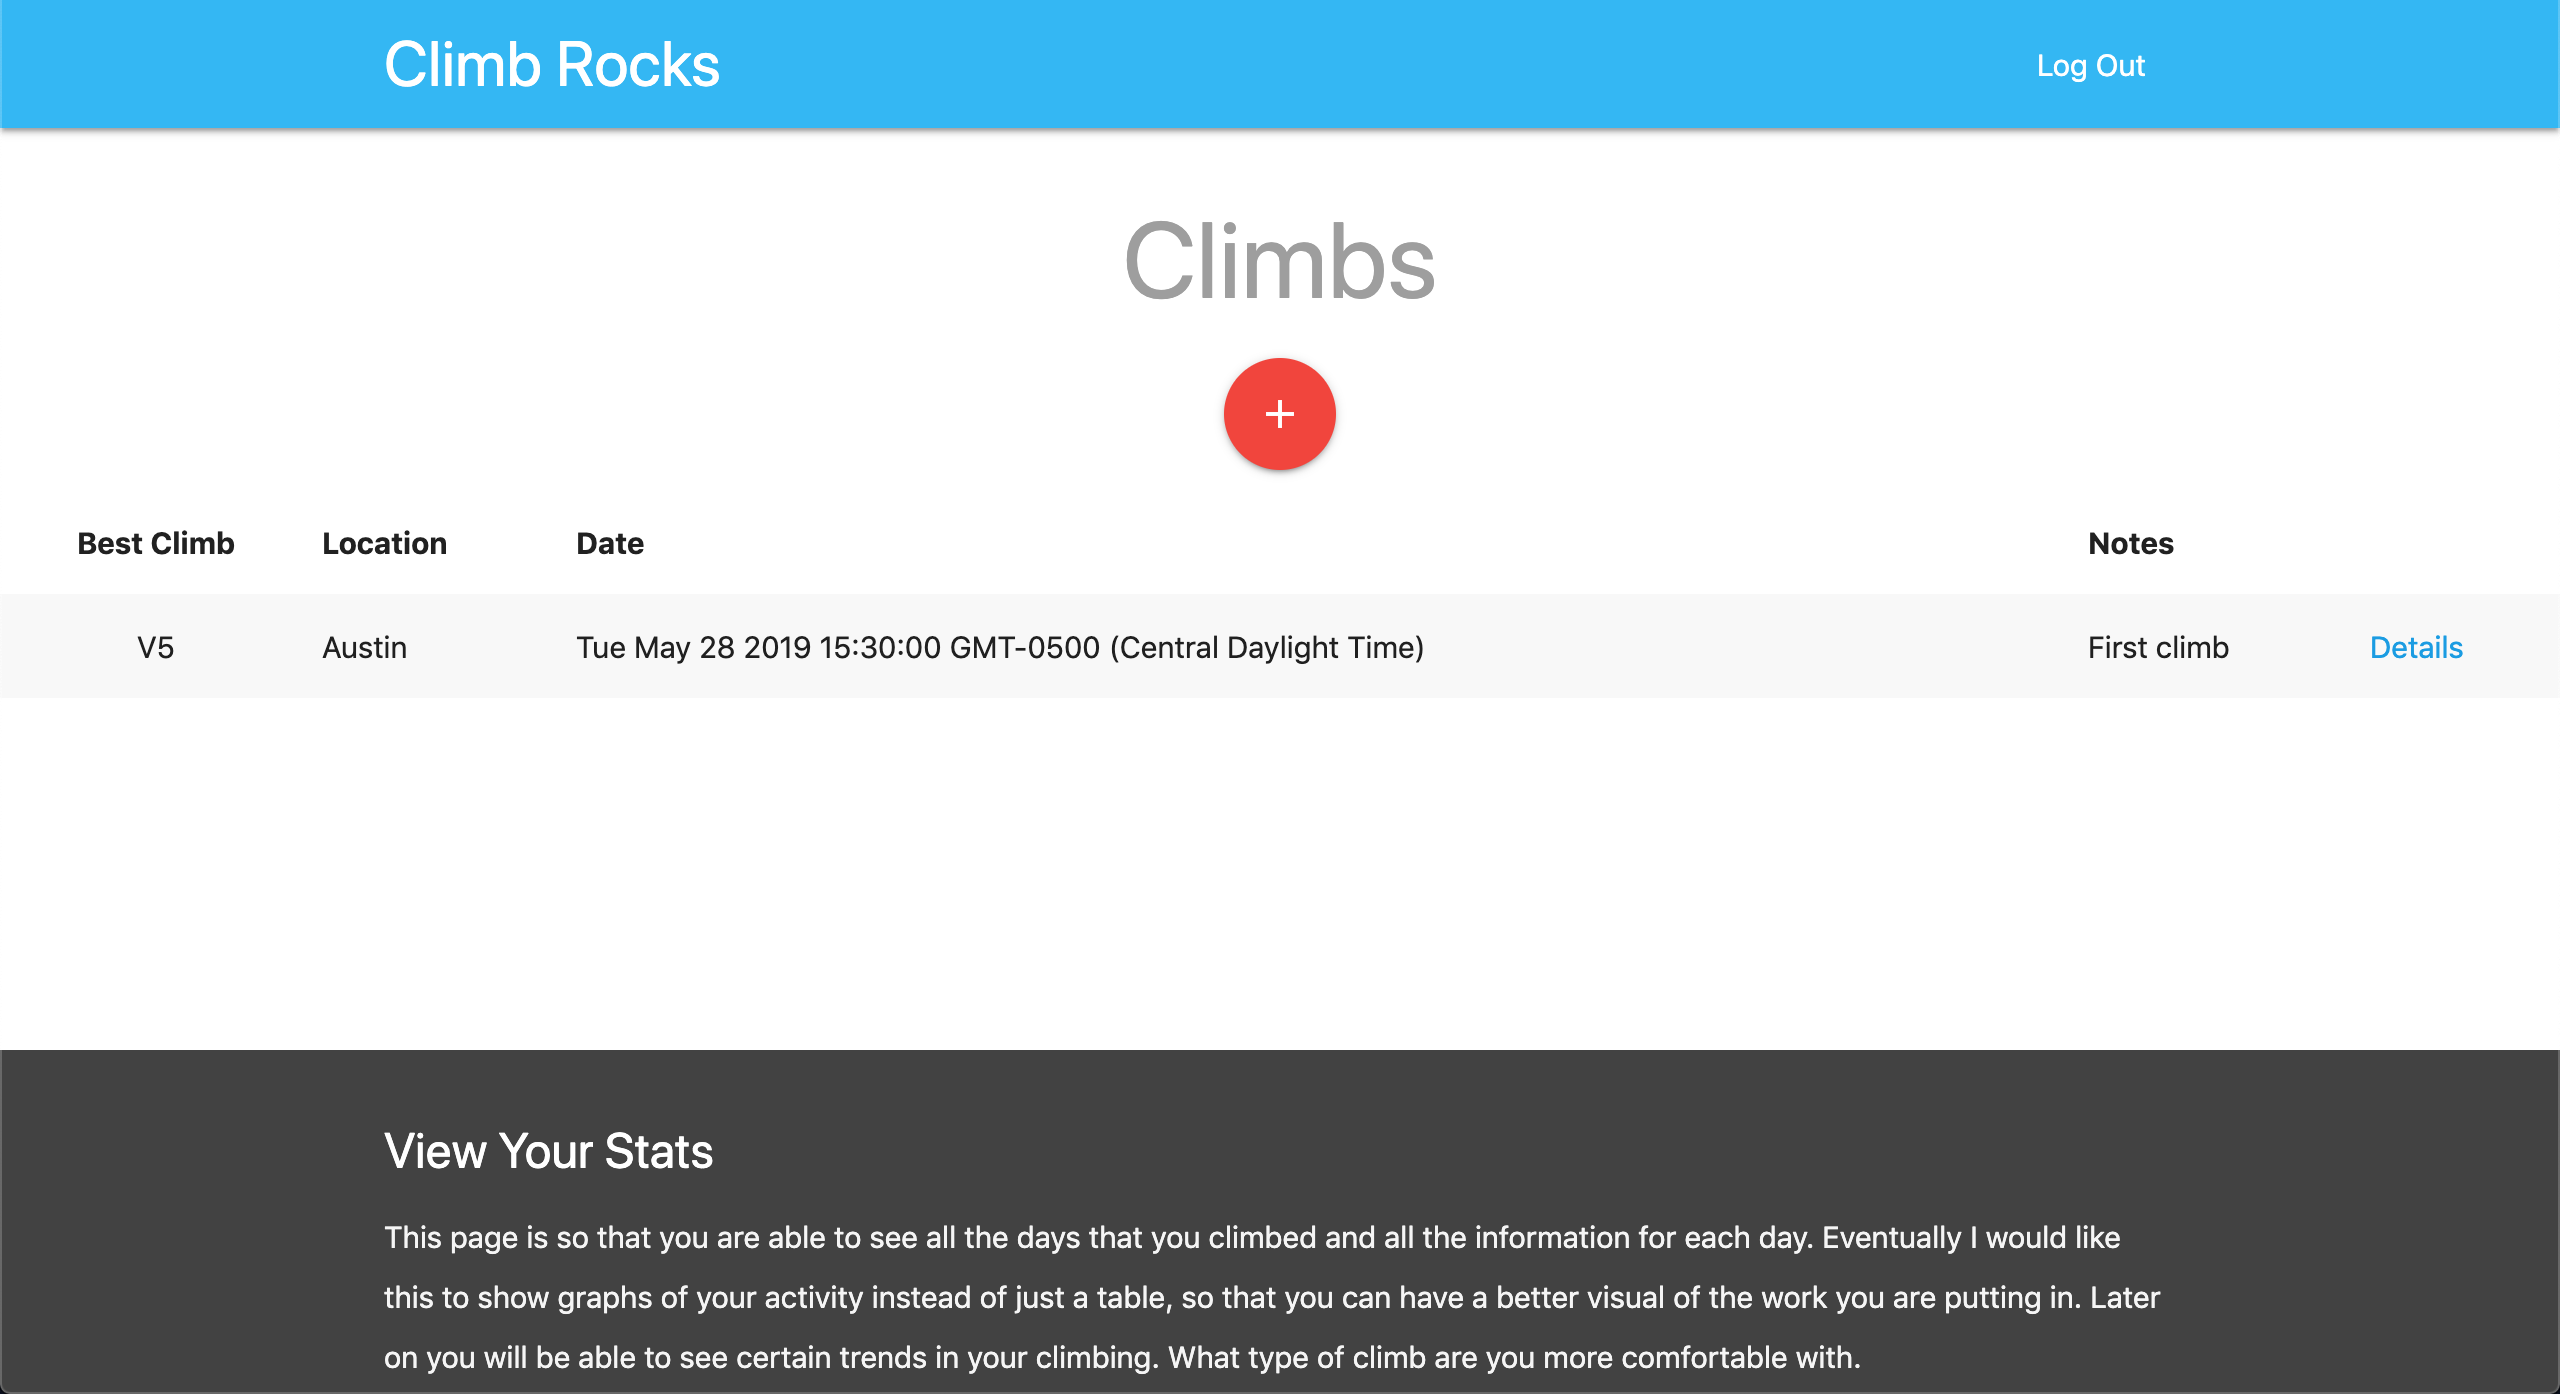 Climb Rocks Log Out
Climbs
+
Best Climb Location Date Notes
V5 Austin Tue May 28 2019 15:30:00 GMT-0500 (Central Daylight Time) First climb Details
View Your Stats
This page is so that you are able to see all the days that you climbed and all the information for each day. Eventually I would like
this to show graphs of your activity instead of just a table, so that you can have a better visual of the work you are putting in. Later
on you will be able to see certain trends in your climbing. What type of climb are you more comfortable with.